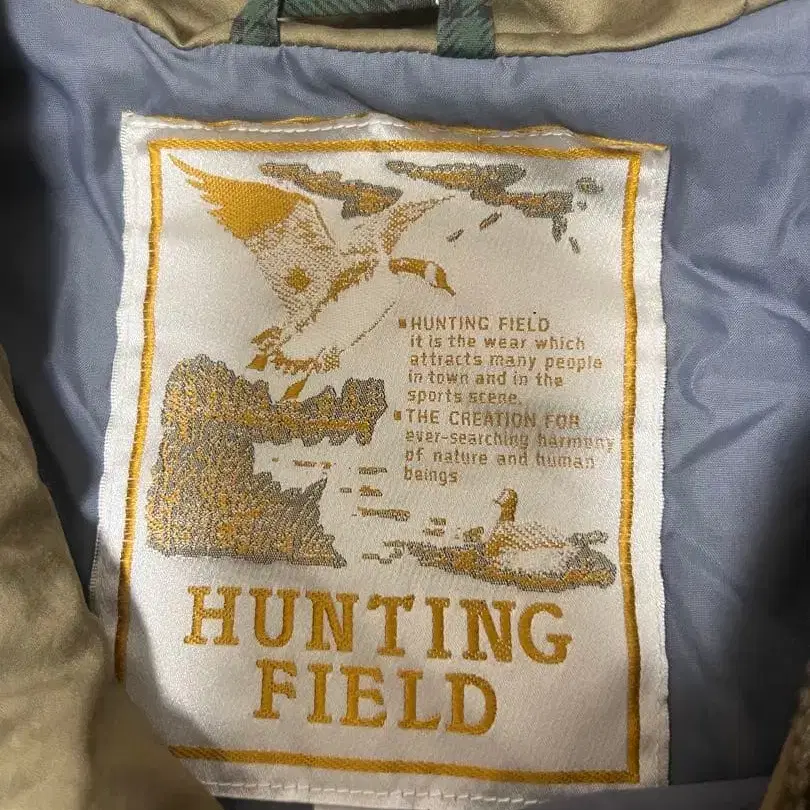 ▪HUNTING FIELD
it is the wear which
attracts many people
in town and in the
sports scene.
▪THE CREATION FOR
ever-searching harmony
of nature and human
beings
HUNTING
FIELD